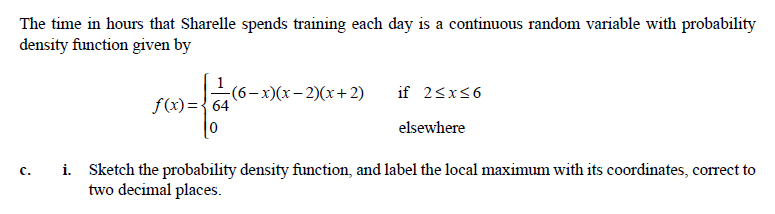 The time in hours that Sharelle spends training each day is a continuous random variable with probability
density function given by
f(x) = { 1/64 (6 – x)(x – 2)(x + 2) if 2 ≤ x ≤ 6
0 elsewhere
c. i. Sketch the probability density function, and label the local maximum with its coordinates, correct to
two decimal places.